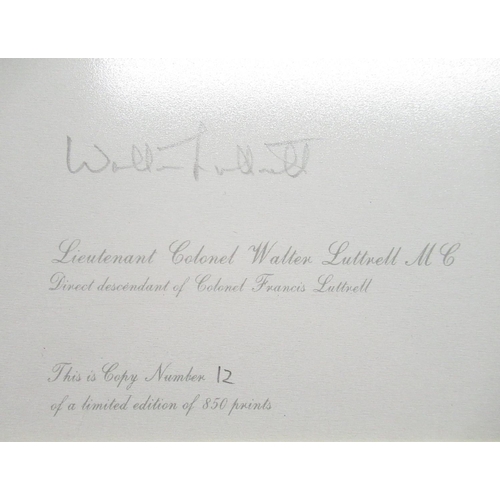 Walter Luttrell
Lieutenant Colonel Walter Luttrell M C
Direct descendant of Colonel Francis Luttrell
This is Copy Number 12
of a limited edition of 850 prints